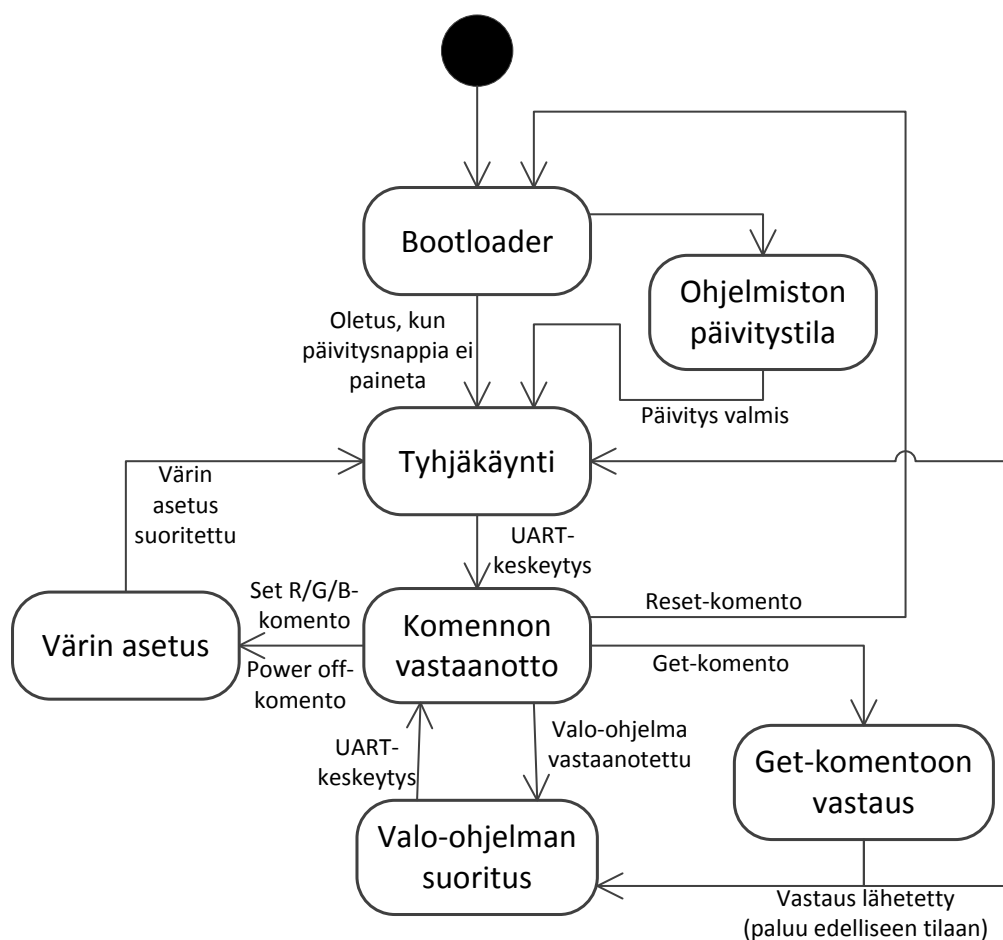 Bootloader
Ohjelmiston
päivitystila
Oletus, kun
päivitysnappia ei
paineta
Päivitys valmis
Tyhjäkäynti
Värin
asetus
suoritettu
UART-
keskeytys
Set R/G/B-
komento
Reset-komento
Värin asetus
Komennon
vastaanotto
Power off-
komento
Get-komento
UART-
keskeytys
Valo-ohjelma
vastaanotettu
Get-komentoon
vastaus
Valo-ohjelman
suoritus
Vastaus lähetetty
(paluu edelliseen tilaan)